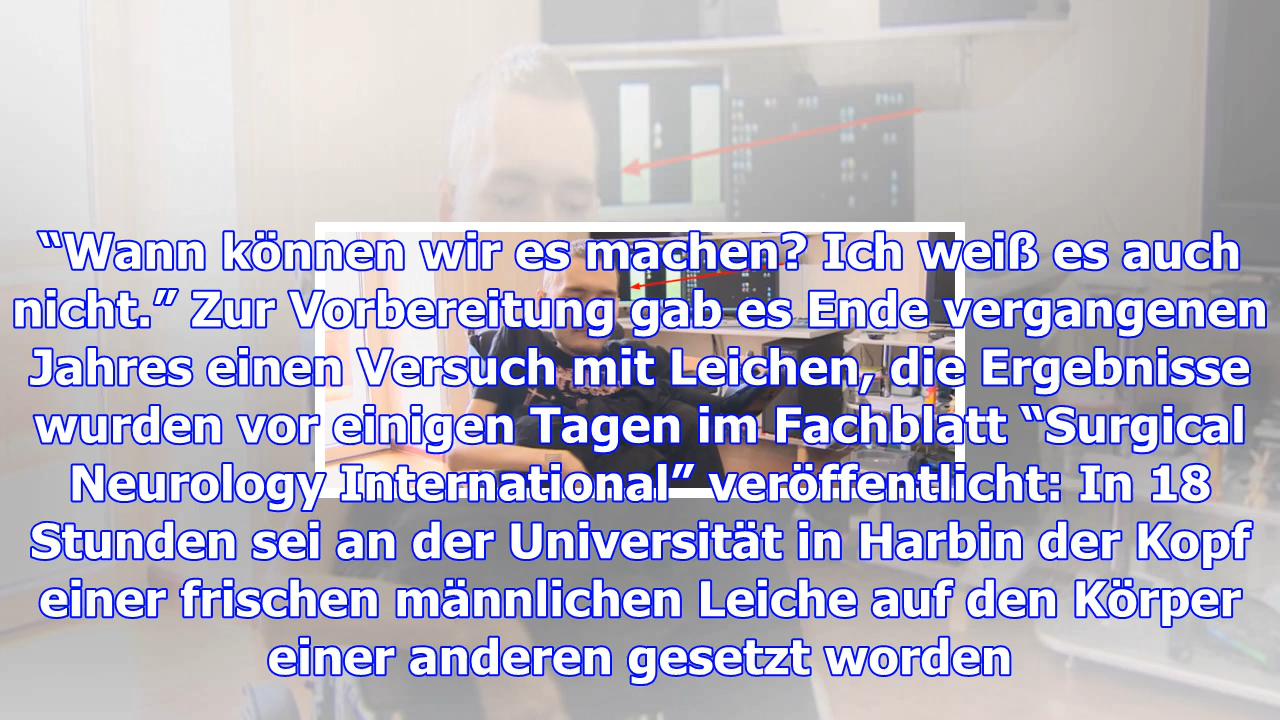 “Wann können wir es machen? Ich weiß es auch
nicht.” Zur Vorbereitung gab es Ende vergangenen
Jahres einen Versuch mit Leichen, die Ergebnisse
wurden vor einigen Tagen im Fachblatt “Surgical
Neurology International” veröffentlicht: In 18
Stunden sei an der Universität in Harbin der Kopf
einer frischen männlichen Leiche auf den Körper
einer anderen gesetzt worden